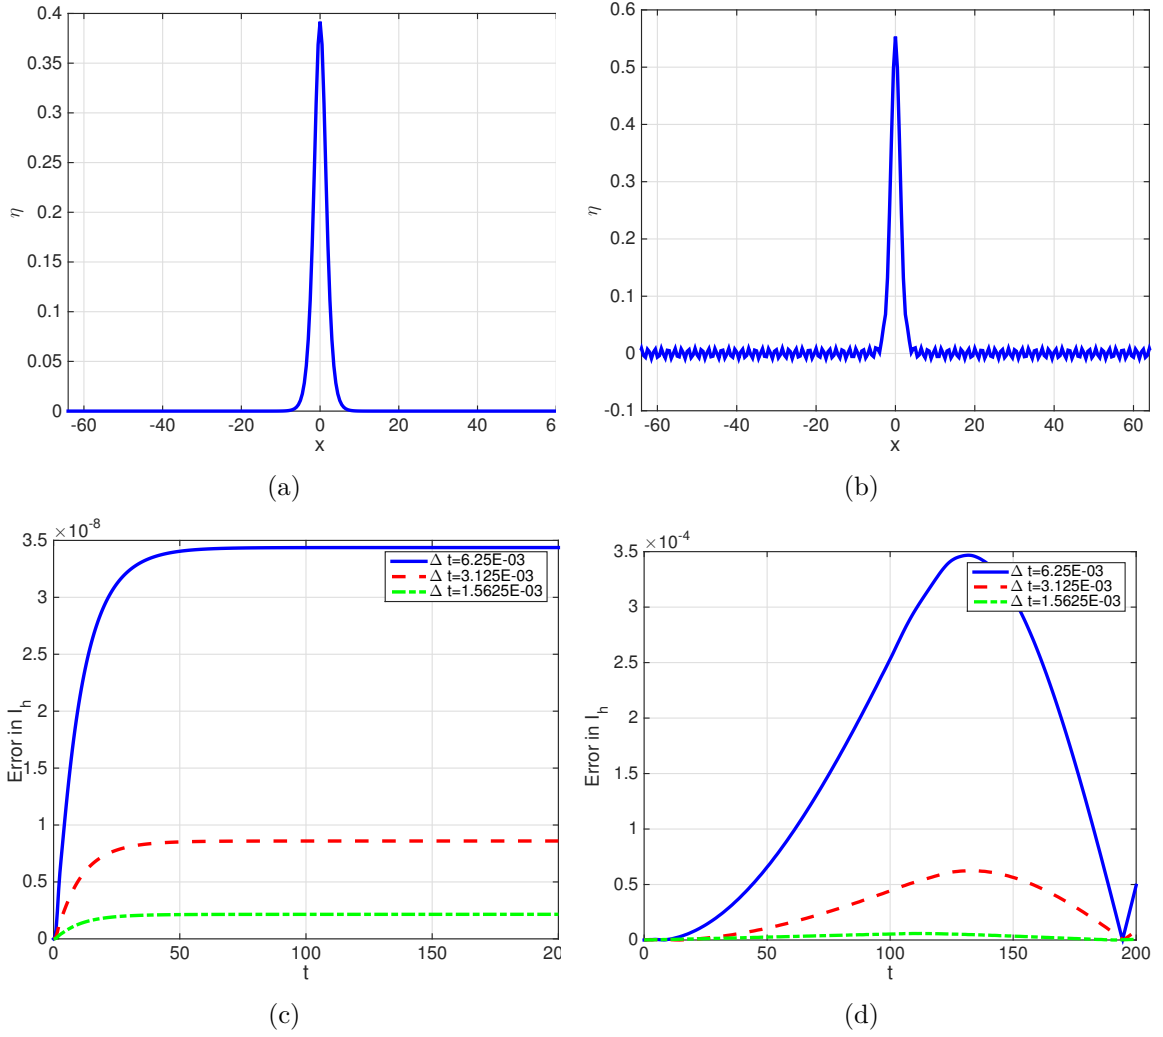 0.4
0.35
0.3
0.25
η 0.2
0.15
0.1
0.05
0
-60 -40 -20 0 20 40 6
x
(a)
0.6
0.5
0.4
0.3
η
0.2
0.1
0
-0.1
-60 -40 -20 0 20 40 60
x
(b)
×10-8
3.5
3
3.5
2
1.5
1
0.5
0
Error in Ih
Δ t=6.25E-03
Δ t=3.125E-03
Δ t=1.5625E-03
0 50 100 150 20
t
(c)
×10-4
3.5
3
3.5
2
1.5
1
0.5
0
Error in Ih
Δ t=6.25E-03
Δ t=3.125E-03
Δ t=1.5625E-03
0 50 100 150 200
t
(d)